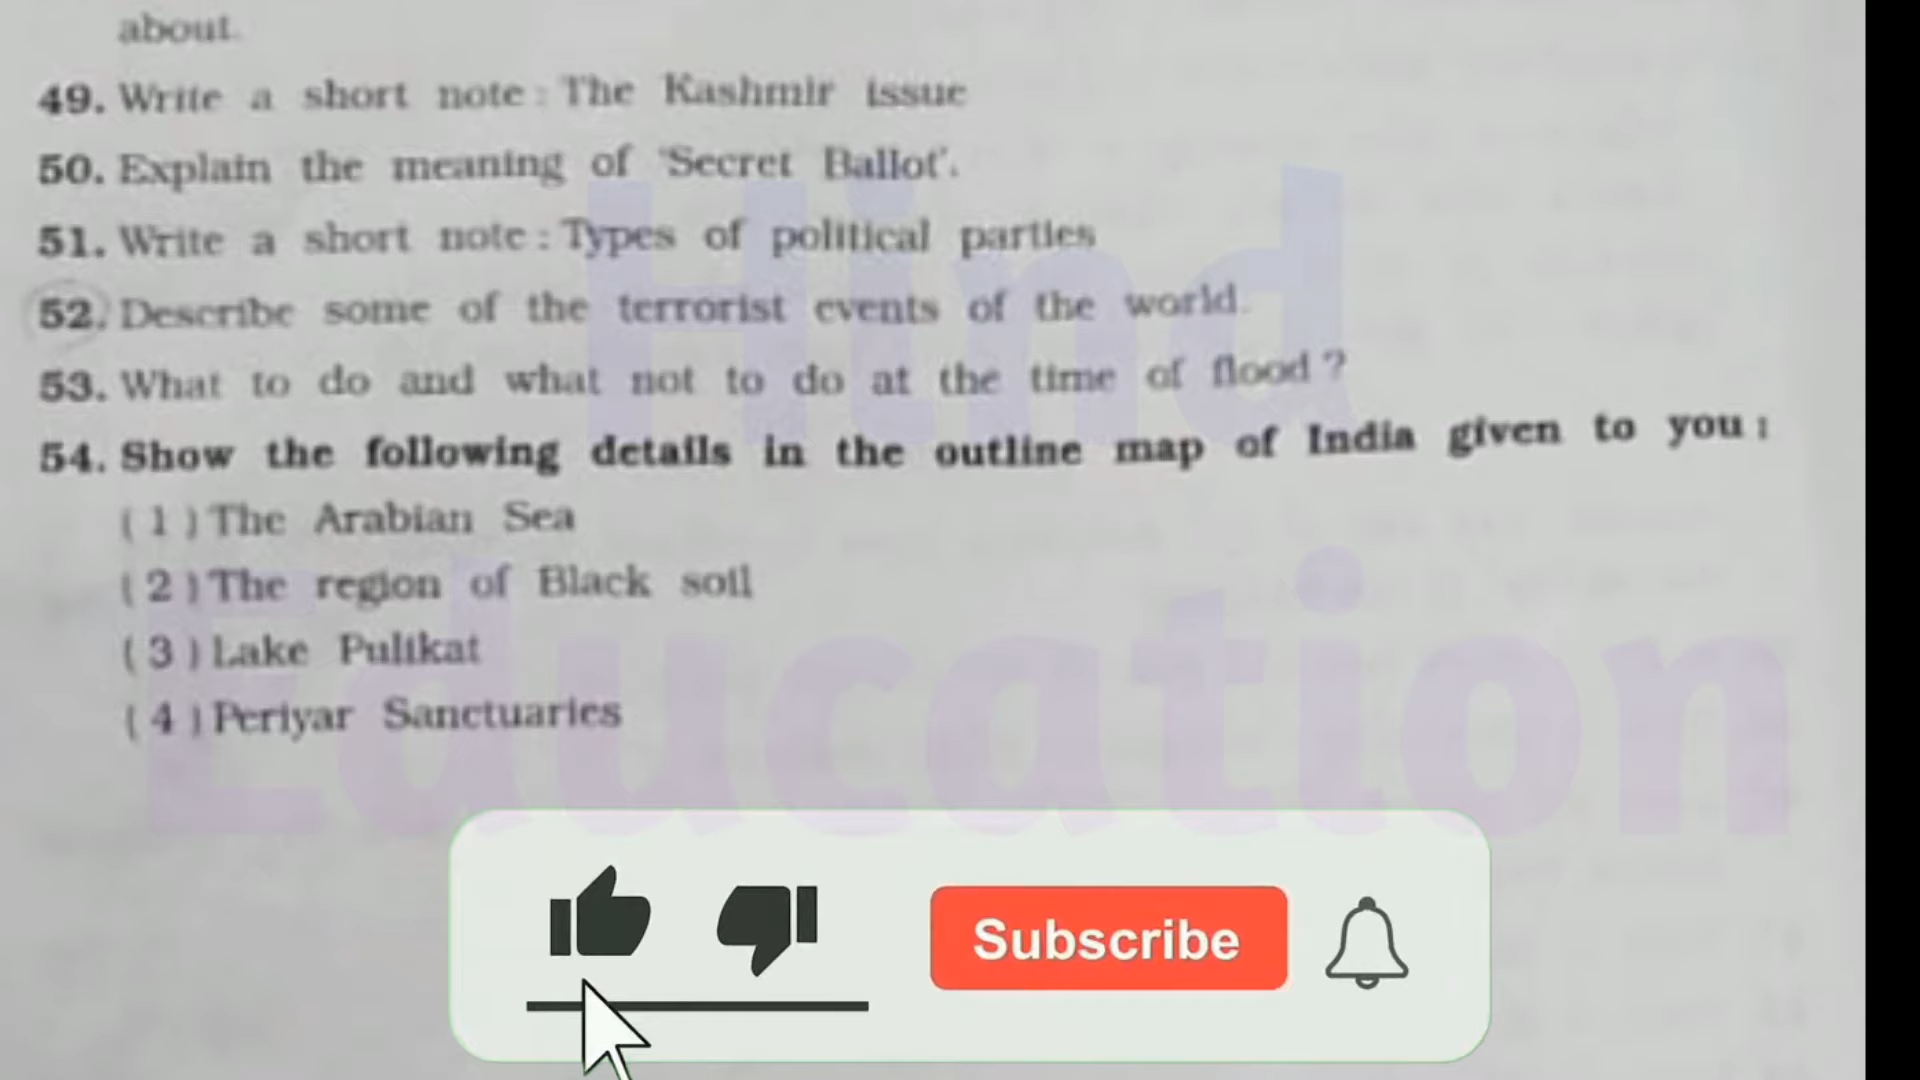 about.
49. Write a short note : The Kashmir issue
50. Explain the meaning of 'Secret Ballot'.
51. Write a short note : Types of political parties
52. Describe some of the terrorist events of the world.
53. What to do and what not to do at the time of flood ?
54. Show the following details in the outline map of India given to you :
( 1 ) The Arabian Sea
( 2 ) The region of Black soil
( 3 ) Lake Pulikat
( 4 ) Periyar Sanctuaries
Hind
Education
Subscribe